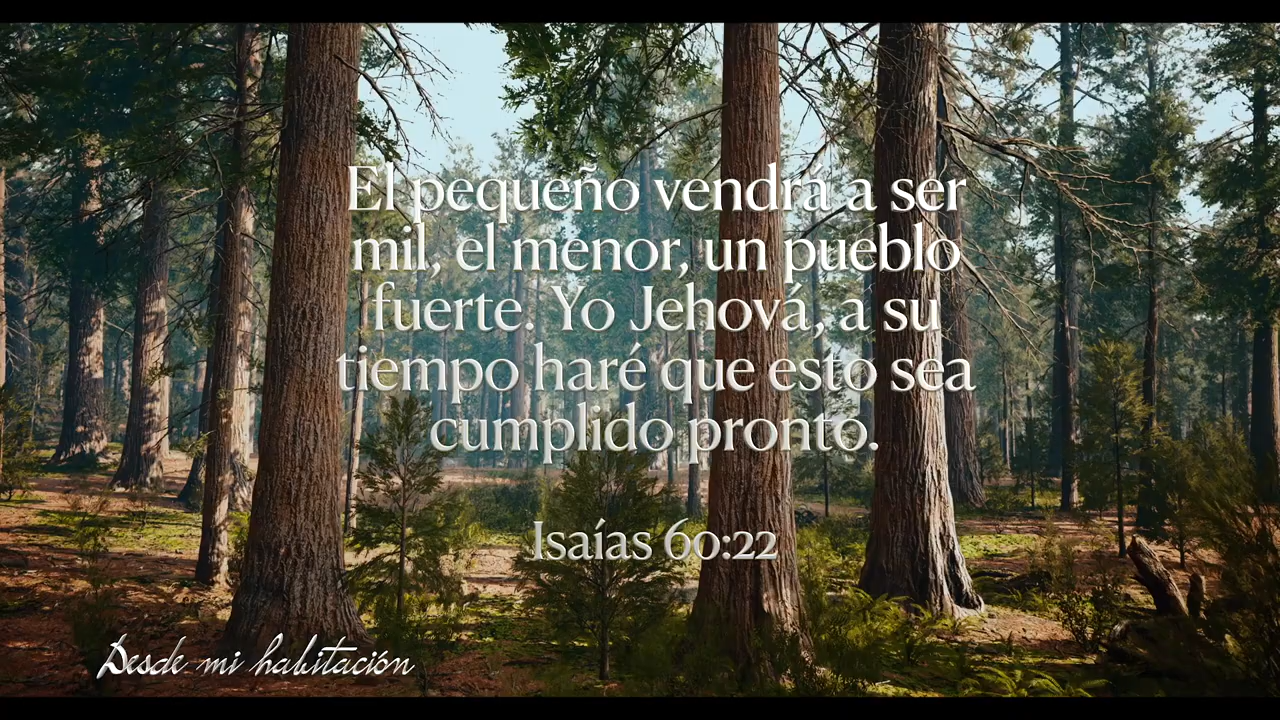 El pequeño vendrá a ser
mil, el menor, un pueblo
fuerte. Yo Jehová, a su
tiempo haré que esto sea
cumplido pronto.
Isaías 60:22
Desde mi habitación